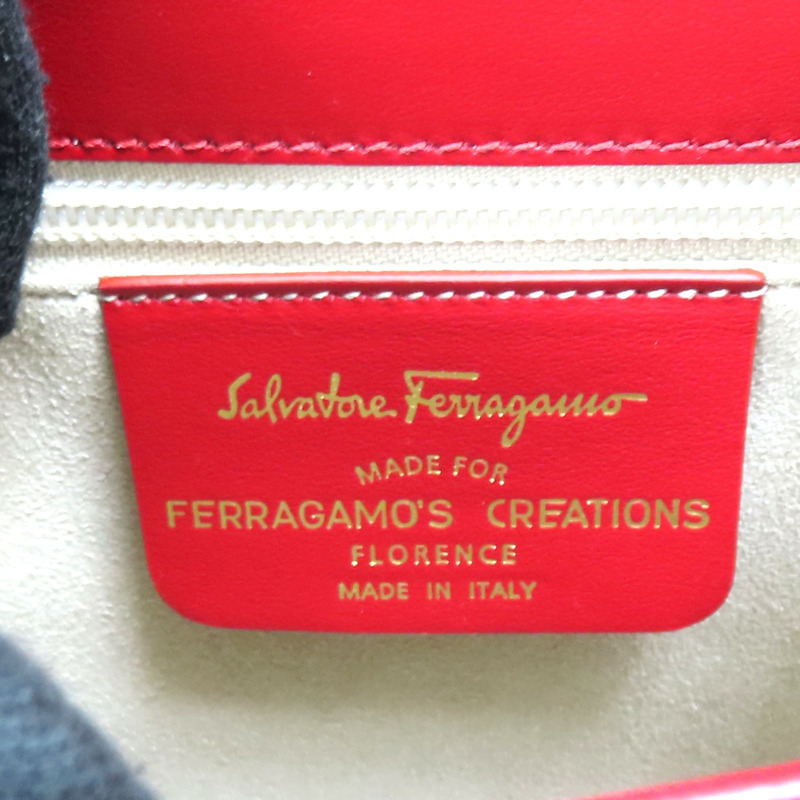 Salvatore Ferragamo
MADE FOR
FERRAGAMO'S CREATIONS
FLORENCE
MADE IN ITALY